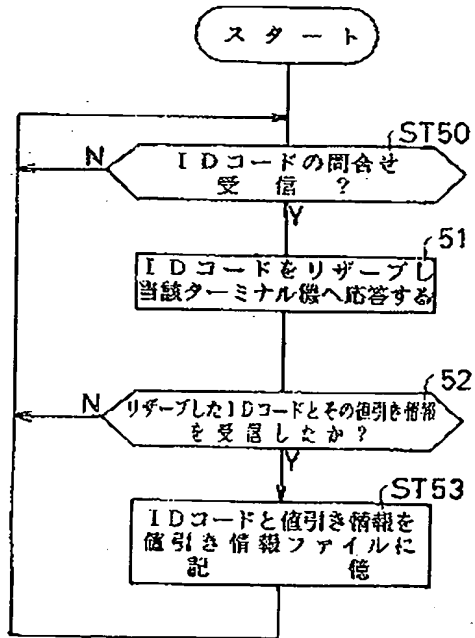 スタート
ST50
N
IDコードの問合せ
受信?
Y
51
IDコードをリザーブし
当該ターミナル機へ応答する
52
N
リザーブしたIDコードとその値引き情報
を受信したか?
Y
ST53
IDコードと値引き情報を
値引き情報ファイルに
記憶